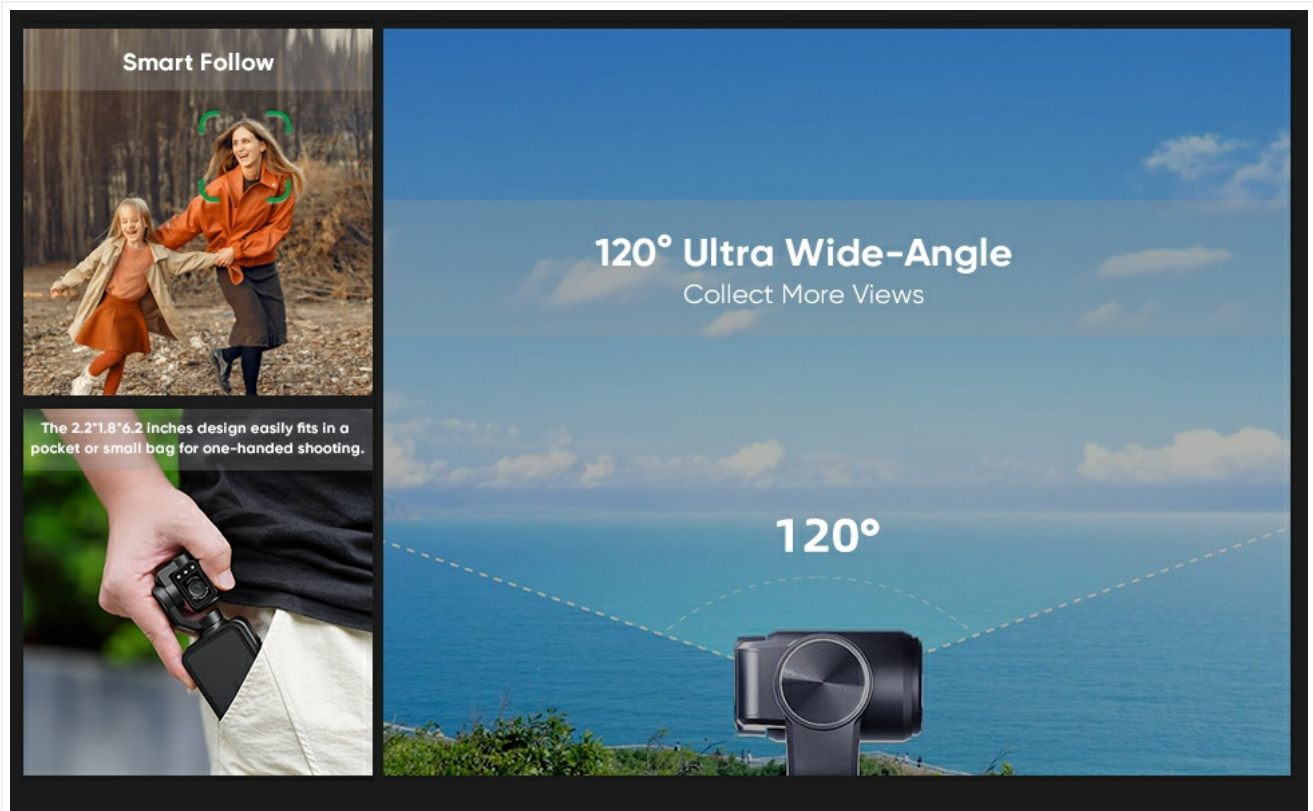 Smart Follow
120° Ultra Wide-Angle
Collect More Views
The 2.2*1.8*6.2 inches design easily fits in a
pocket or small bag for one-handed shooting.
120°